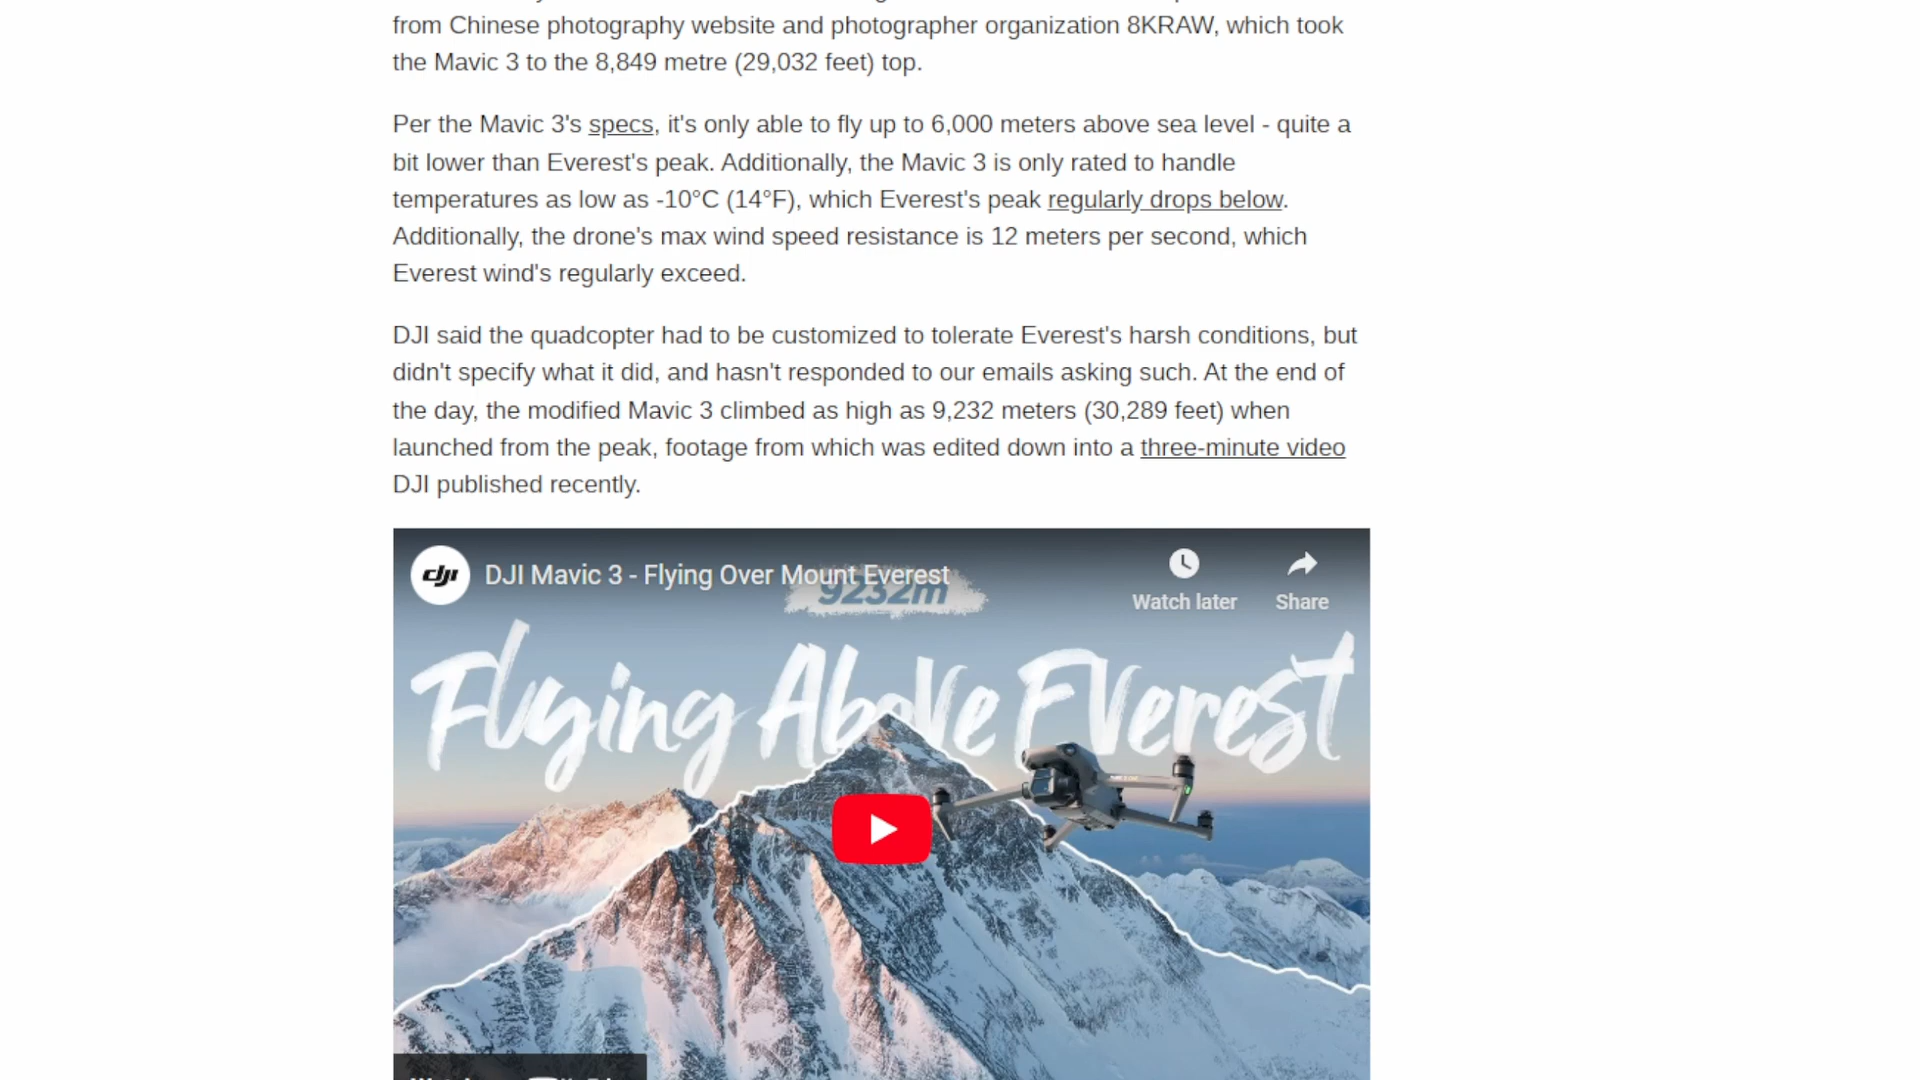 from Chinese photography website and photographer organization 8KRAW, which took
the Mavic 3 to the 8,849 metre (29,032 feet) top.
Per the Mavic 3's specs, it's only able to fly up to 6,000 meters above sea level - quite a
bit lower than Everest's peak. Additionally, the Mavic 3 is only rated to handle
temperatures as low as -10°C (14°F), which Everest's peak regularly drops below.
Additionally, the drone's max wind speed resistance is 12 meters per second, which
Everest wind's regularly exceed.
DJI said the quadcopter had to be customized to tolerate Everest's harsh conditions, but
didn't specify what it did, and hasn't responded to our emails asking such. At the end of
the day, the modified Mavic 3 climbed as high as 9,232 meters (30,289 feet) when
launched from the peak, footage from which was edited down into a three-minute video
DJI published recently.
dji
DJI Mavic 3 - Flying Over Mount Everest
Watch later
Share
9232m
Flying Above Everest